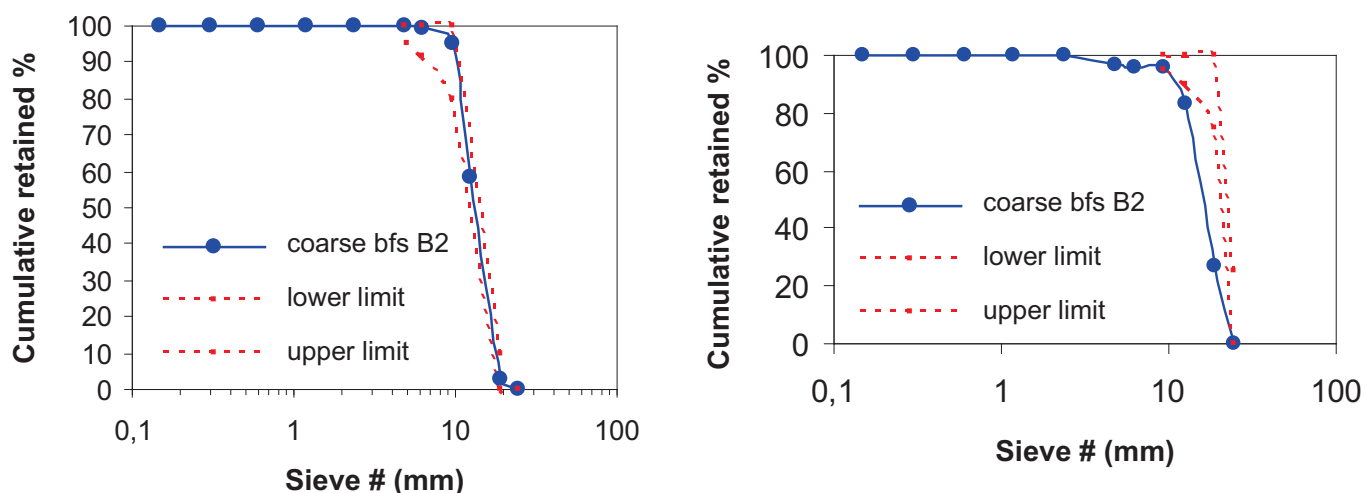 Cumulative retained %
100
90
80
70
60
50
40
30
20
10
0
coarse bfs B2
lower limit
upper limit
0,1 1 10 100
Sieve # (mm)
Cumulative retained %
100
80
60
40
20
0
coarse bfs B2
lower limit
upper limit
0,1 1 10 100
Sieve # (mm)